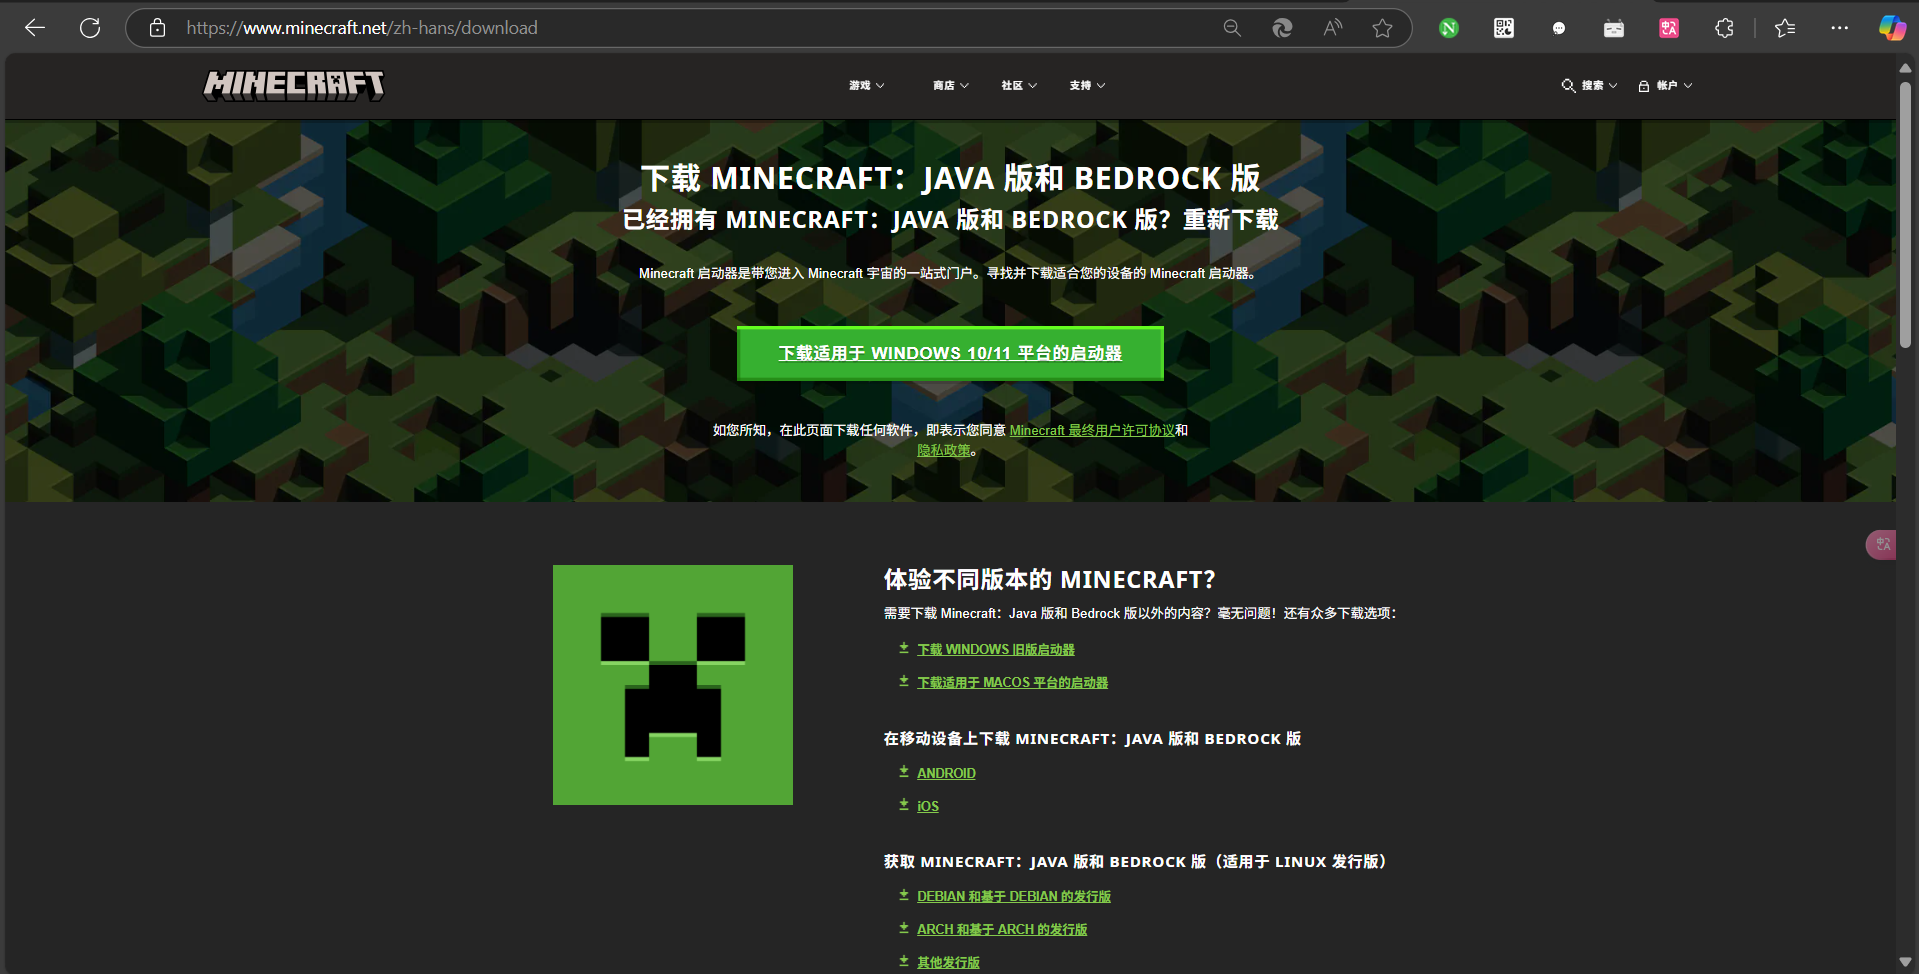 https://www.minecraft.net/zh-hans/download
MINECRAFT
游戏
商店
社区
支持
搜索
帐户
下载 MINECRAFT：JAVA 版和 BEDROCK 版
已经拥有 MINECRAFT：JAVA 版和 BEDROCK 版？重新下载
Minecraft 启动器是带您进入 Minecraft 宇宙的一站式门户。寻找并下载适合您的设备的 Minecraft 启动器。
下载适用于 WINDOWS 10/11 平台的启动器
如您所知，在此页面下载任何软件，即表示您同意 Minecraft 最终用户许可协议和
隐私政策。
体验不同版本的 MINECRAFT？
需要下载 Minecraft：Java 版和 Bedrock 版以外的内容？毫无问题！还有众多下载选项：
下载 WINDOWS 旧版启动器
下载适用于 MACOS 平台的启动器
在移动设备上下载 MINECRAFT：JAVA 版和 BEDROCK 版
ANDROID
iOS
获取 MINECRAFT：JAVA 版和 BEDROCK 版（适用于 LINUX 发行版）
DEBIAN 和基于 DEBIAN 的发行版
ARCH 和基于 ARCH 的发行版
其他发行版